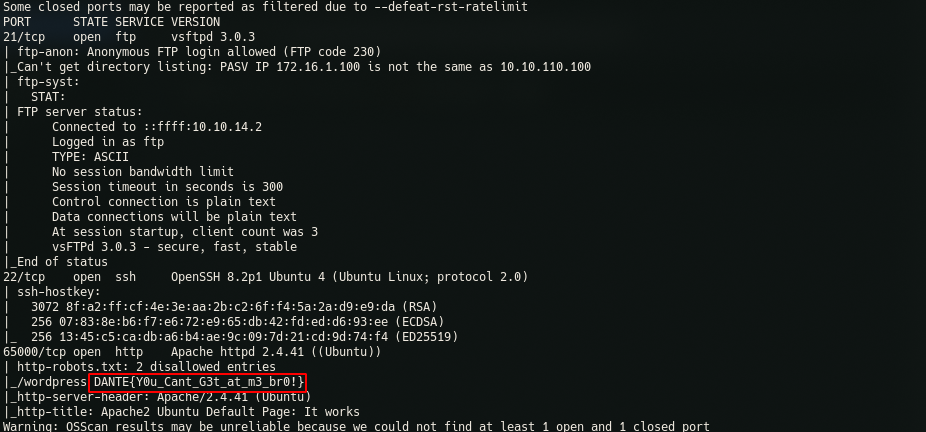 Some closed ports may be reported as filtered due to --defeat-rst-ratelimit
PORT      STATE SERVICE VERSION
21/tcp    open  ftp     vsftpd 3.0.3
| ftp-anon: Anonymous FTP login allowed (FTP code 230)
|_Can't get directory listing: PASV IP 172.16.1.100 is not the same as 10.10.110.100
| ftp-syst:
|   STAT:
| FTP server status:
|      Connected to ::ffff:10.10.14.2
|      Logged in as ftp
|      TYPE: ASCII
|      No session bandwidth limit
|      Session timeout in seconds is 300
|      Control connection is plain text
|      Data connections will be plain text
|      At session startup, client count was 3
|      vsFTPd 3.0.3 - secure, fast, stable
|_End of status
22/tcp    open  ssh     OpenSSH 8.2p1 Ubuntu 4 (Ubuntu Linux; protocol 2.0)
| ssh-hostkey:
|   3072 8f:a2:ff:cf:4e:3e:aa:2b:c2:6f:f4:5a:2a:d9:e9:da (RSA)
|   256 07:83:8e:b6:f7:e6:72:e9:65:db:42:fd:ed:d6:93:ee (ECDSA)
|_  256 13:45:c5:ca:db:a6:b4:ae:9c:09:7d:21:cd:9d:74:f4 (ED25519)
65000/tcp open  http    Apache httpd 2.4.41 ((Ubuntu))
| http-robots.txt: 2 disallowed entries
|_/wordpress DANTE{Y0u_Cant_G3t_at_m3_br0!}
|_http-server-header: Apache/2.4.41 (Ubuntu)
|_http-title: Apache2 Ubuntu Default Page: It works
Warning: OSScan results may be unreliable because we could not find at least 1 open and 1 closed port